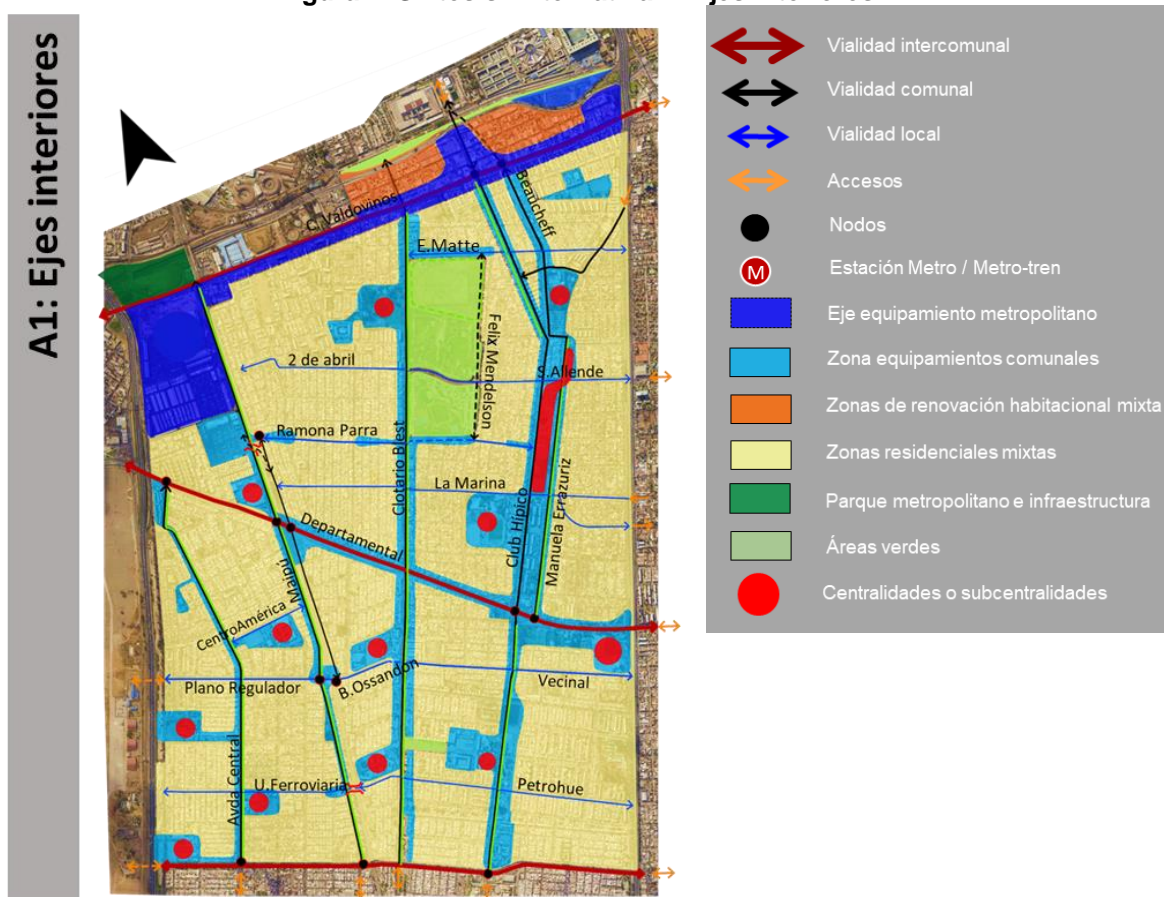 A1: Ejes interiores
C. Valdovinos
Beaucheff
E.Matte
Felix Mendelson
2 de abril
S.Allende
Ramona Parra
Clotario Blest
La Marina
Club Hípico
Manuela Errazuriz
Departamental
Maipú
CentroAmérica
Plano Regulador
B.Ossandon
Vecinal
Avda Central
U.Ferroviaria
Petrohue
Vialidad intercomunal
Vialidad comunal
Vialidad local
Accesos
Nodos
M
Estación Metro / Metro-tren
Eje equipamiento metropolitano
Zona equipamientos comunales
Zonas de renovación habitacional mixta
Zonas residenciales mixtas
Parque metropolitano e infraestructura
Áreas verdes
Centralidades o subcentralidades